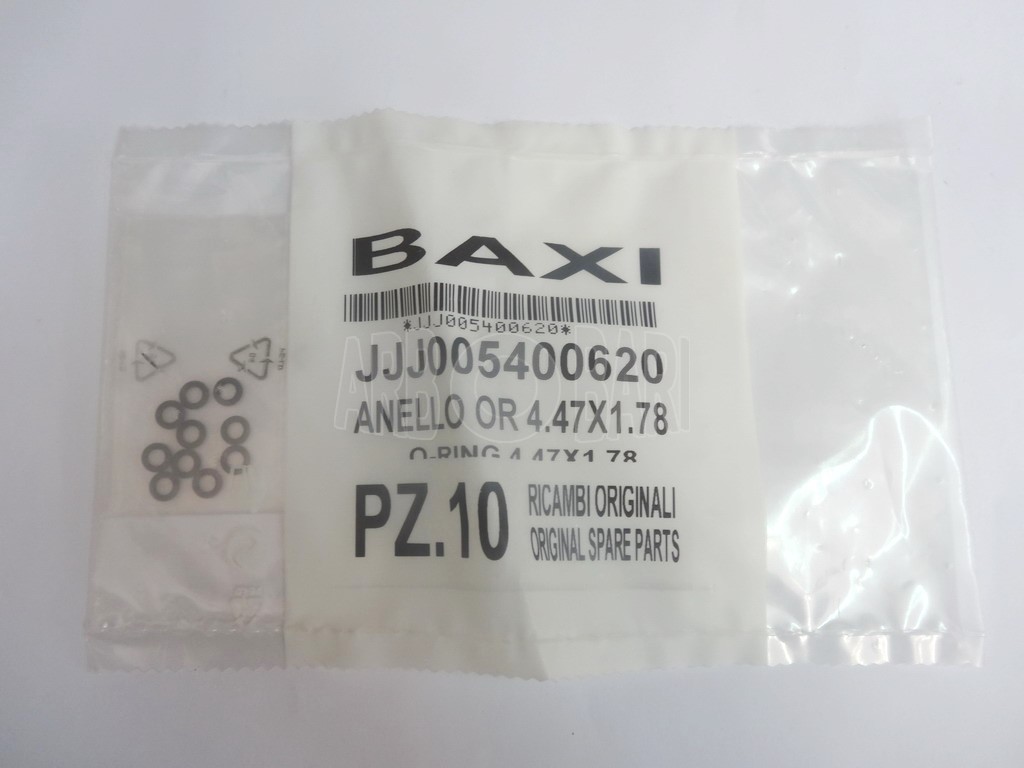 BAXI
*JJJ005400620*
JJJ005400620
ANELLO OR 4.47X1.78
O-RING 4.47X1.78
PZ.10
RICAMBI ORIGINALI
ORIGINAL SPARE PARTS